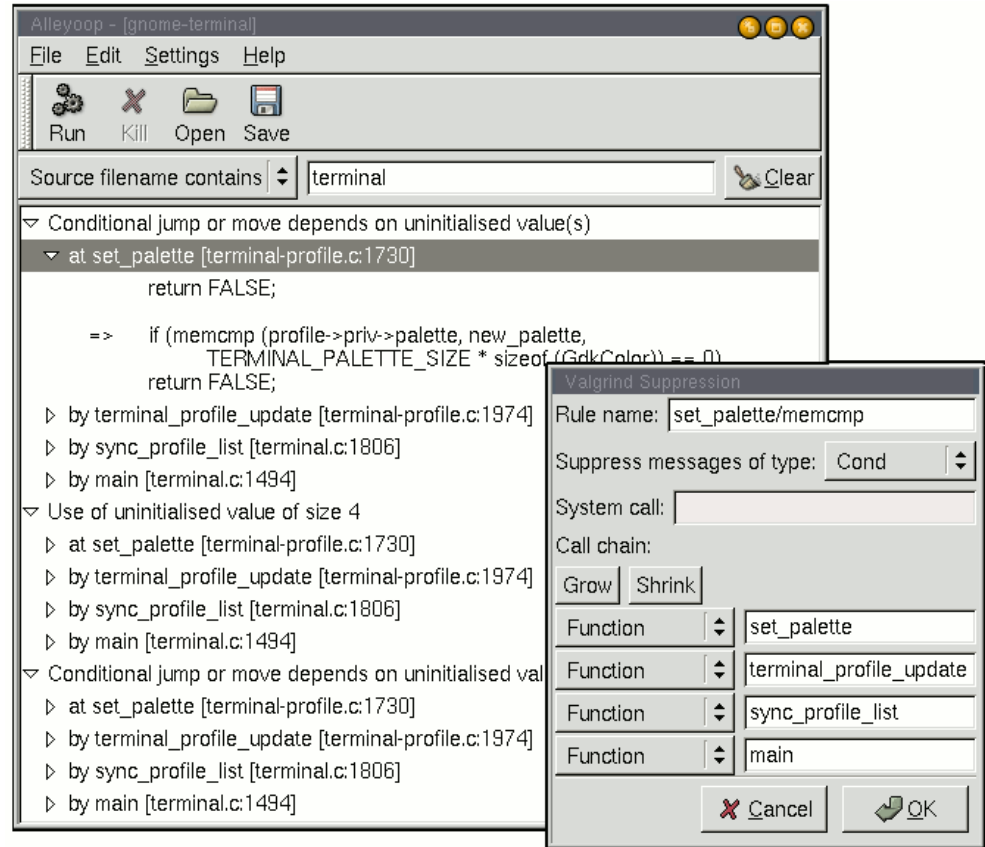 Alleyoop - [gnome-terminal]
File Edit Settings Help
Run Kill Open Save
Source filename contains terminal Clear
Conditional jump or move depends on uninitialised value(s)
at set_palette [terminal-profile.c:1730]
return FALSE;
=> if (memcmp (profile->priv->palette, new_palette,
TERMINAL_PALETTE_SIZE * sizeof (GdkColor)) == 0)
return FALSE;
by terminal_profile_update [terminal-profile.c:1974]
by sync_profile_list [terminal.c:1806]
by main [terminal.c:1494]
Use of uninitialised value of size 4
at set_palette [terminal-profile.c:1730]
by terminal_profile_update [terminal-profile.c:1974]
by sync_profile_list [terminal.c:1806]
by main [terminal.c:1494]
Conditional jump or move depends on uninitialised val
at set_palette [terminal-profile.c:1730]
by terminal_profile_update [terminal-profile.c:1974]
by sync_profile_list [terminal.c:1806]
by main [terminal.c:1494]
Valgrind Suppression
Rule name: set_palette/memcmp
Suppress messages of type: Cond
System call:
Call chain:
Grow Shrink
Function set_palette
Function terminal_profile_update
Function sync_profile_list
Function main
Cancel OK